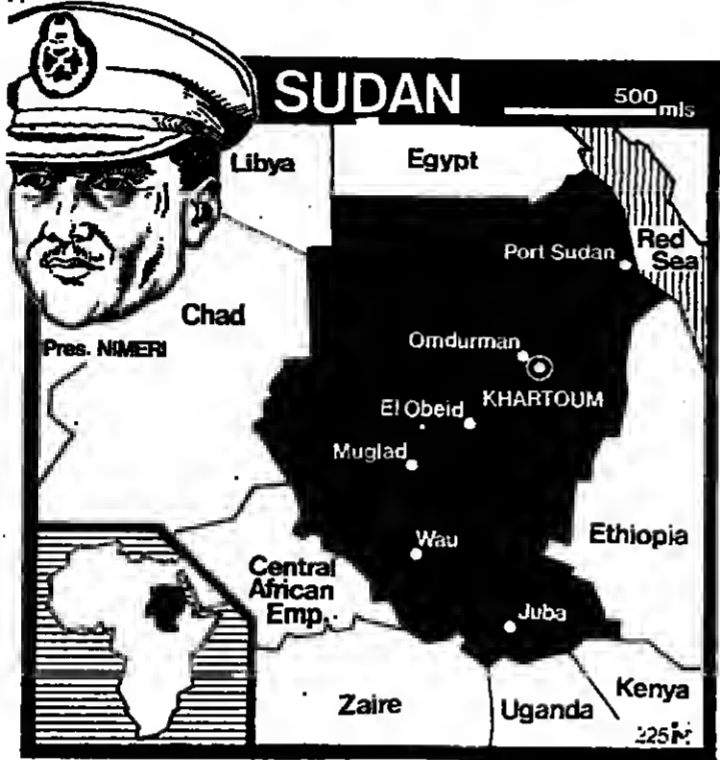 SUDAN
500
mls
Libya
Egypt
Red
Sea
Port Sudan
Chad
Pres. NIMERI
Omdurman
KHARTOUM
El Obeid
Muglad
Ethiopia
Wau
Central
African
Emp.
Juba
Zaire
Uganda
Kenya